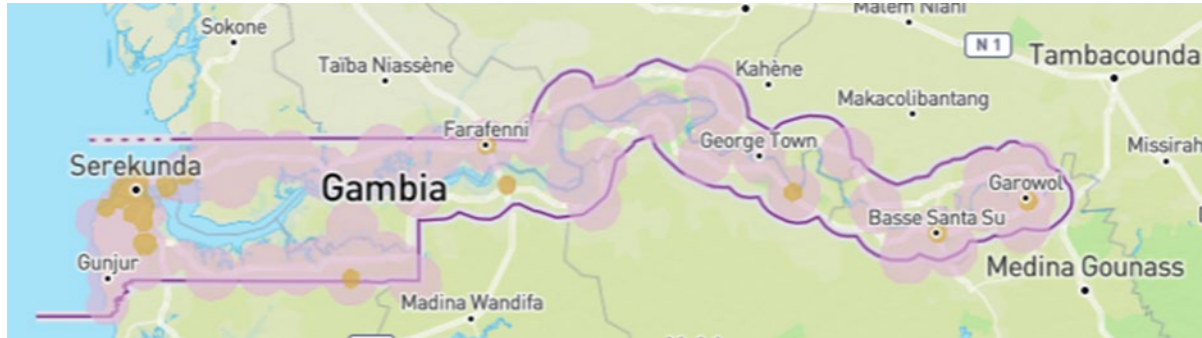 Malem Niani
Sokone
N 1
Tambacounda
Taïba Niassène
Kahène
Makacolibantang
Farafenni
George Town
Missirah
Serekunda
Gambia
Garowol
Basse Santa Su
Gunjur
Medina Gounass
Madina Wandifa